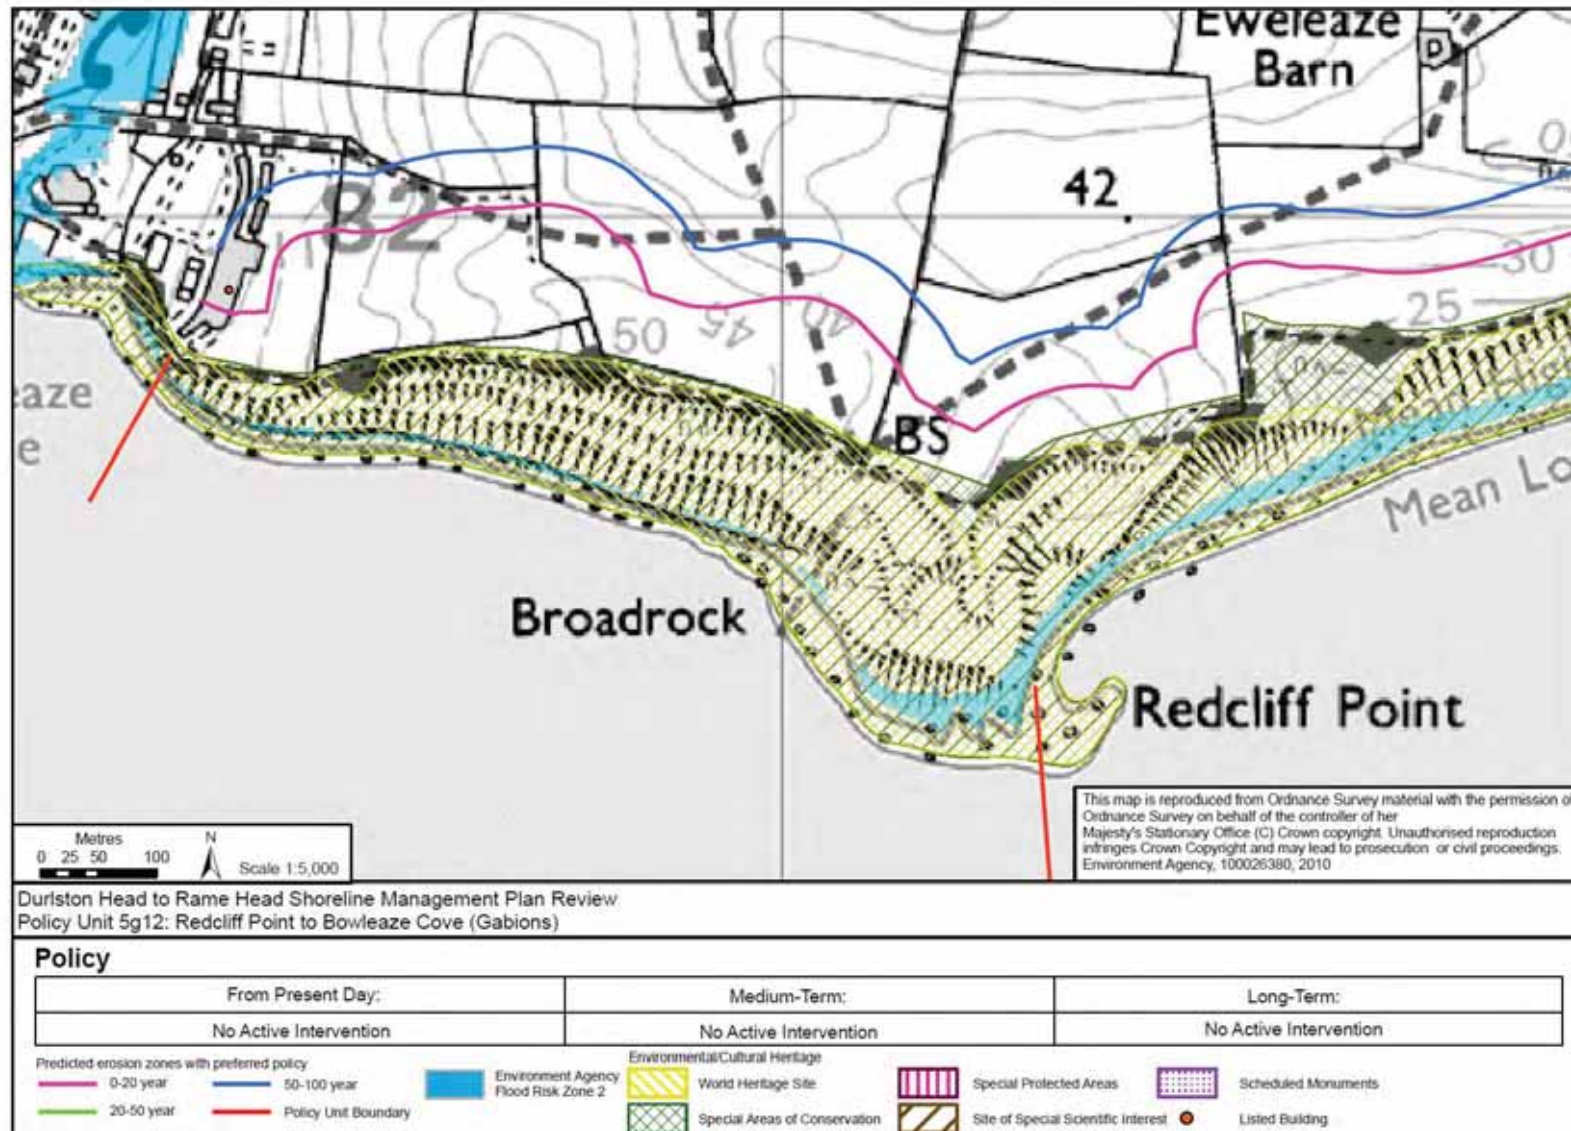 Eweleaze
Barn
D
42
82
30
25
50
45
40
BS
eaze
e
Mean Lo
Broadrock
Redcliff Point
This map is reproduced from Ordnance Survey material with the permission of
Ordnance Survey on behalf of the controller of her
Majesty's Stationary Office (C) Crown copyright. Unauthorised reproduction
infringes Crown Copyright and may lead to prosecution or civil proceedings.
Environment Agency, 100026380, 2010
Metres
0 25 50 100
N
Scale 1:5,000
Durlston Head to Rame Head Shoreline Management Plan Review
Policy Unit 5g12: Redcliff Point to Bowleaze Cove (Gabions)
Policy
From Present Day: Medium-Term: Long-Term:
No Active Intervention No Active Intervention No Active Intervention
Predicted erosion zones with preferred policy
0-20 year
50-100 year
20-50 year
Policy Unit Boundary
Environment Agency
Flood Risk Zone 2
Environmental/Cultural Heritage
World Heritage Site
Special Protected Areas
Scheduled Monuments
Special Areas of Conservation
Site of Special Scientific Interest
Listed Building